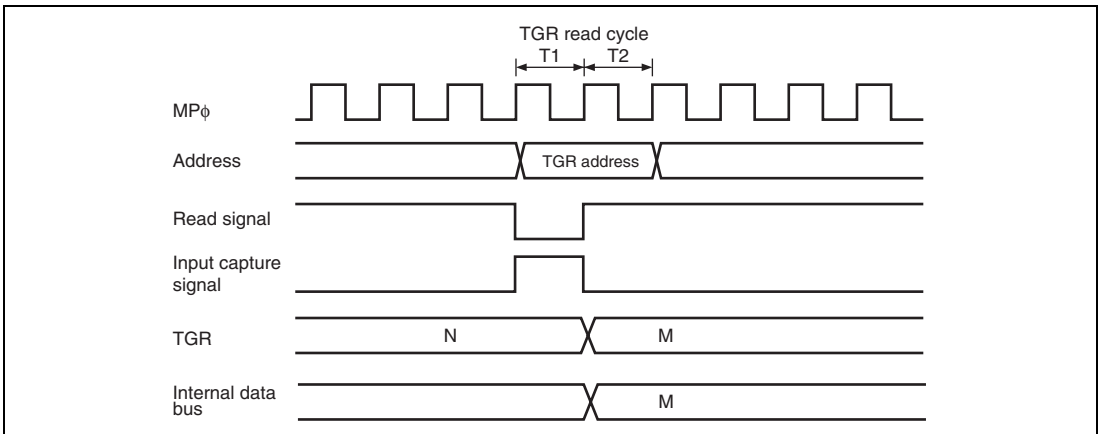 TGR read cycle
T1 T2
MPϕ
Address
TGR address
Read signal
Input capture
signal
TGR
N M
Internal data
bus
M